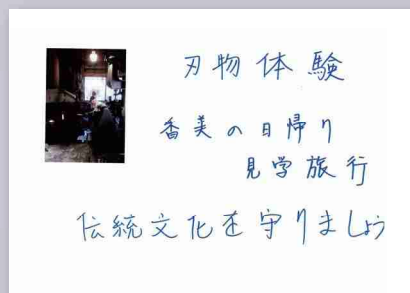 刃物体験
香美の日帰り
見学旅行
伝統文化を守りましょう